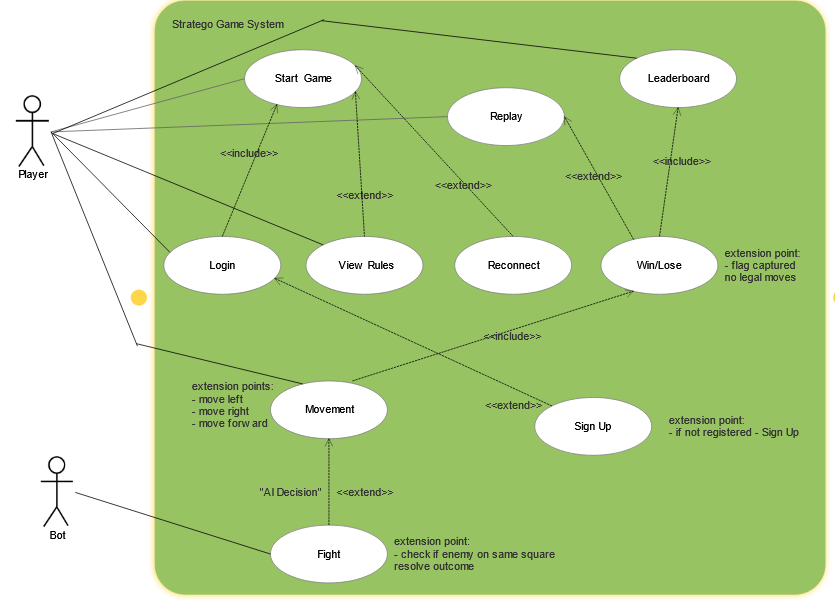 Stratego Game System
Start Game
Leaderboard
Replay
Player
<<include>>
<<include>>
<<extend>>
<<extend>>
<<extend>>
Login
View Rules
Reconnect
Win/Lose
extension point:
- flag captured
no legal moves
<<include>>
extension points:
- move left
- move right
- move forw ard
Movement
<<extend>>
Sign Up
extension point:
- if not registered - Sign Up
"AI Decision"
<<extend>>
Bot
Fight
extension point:
- check if enemy on same square
resolve outcome